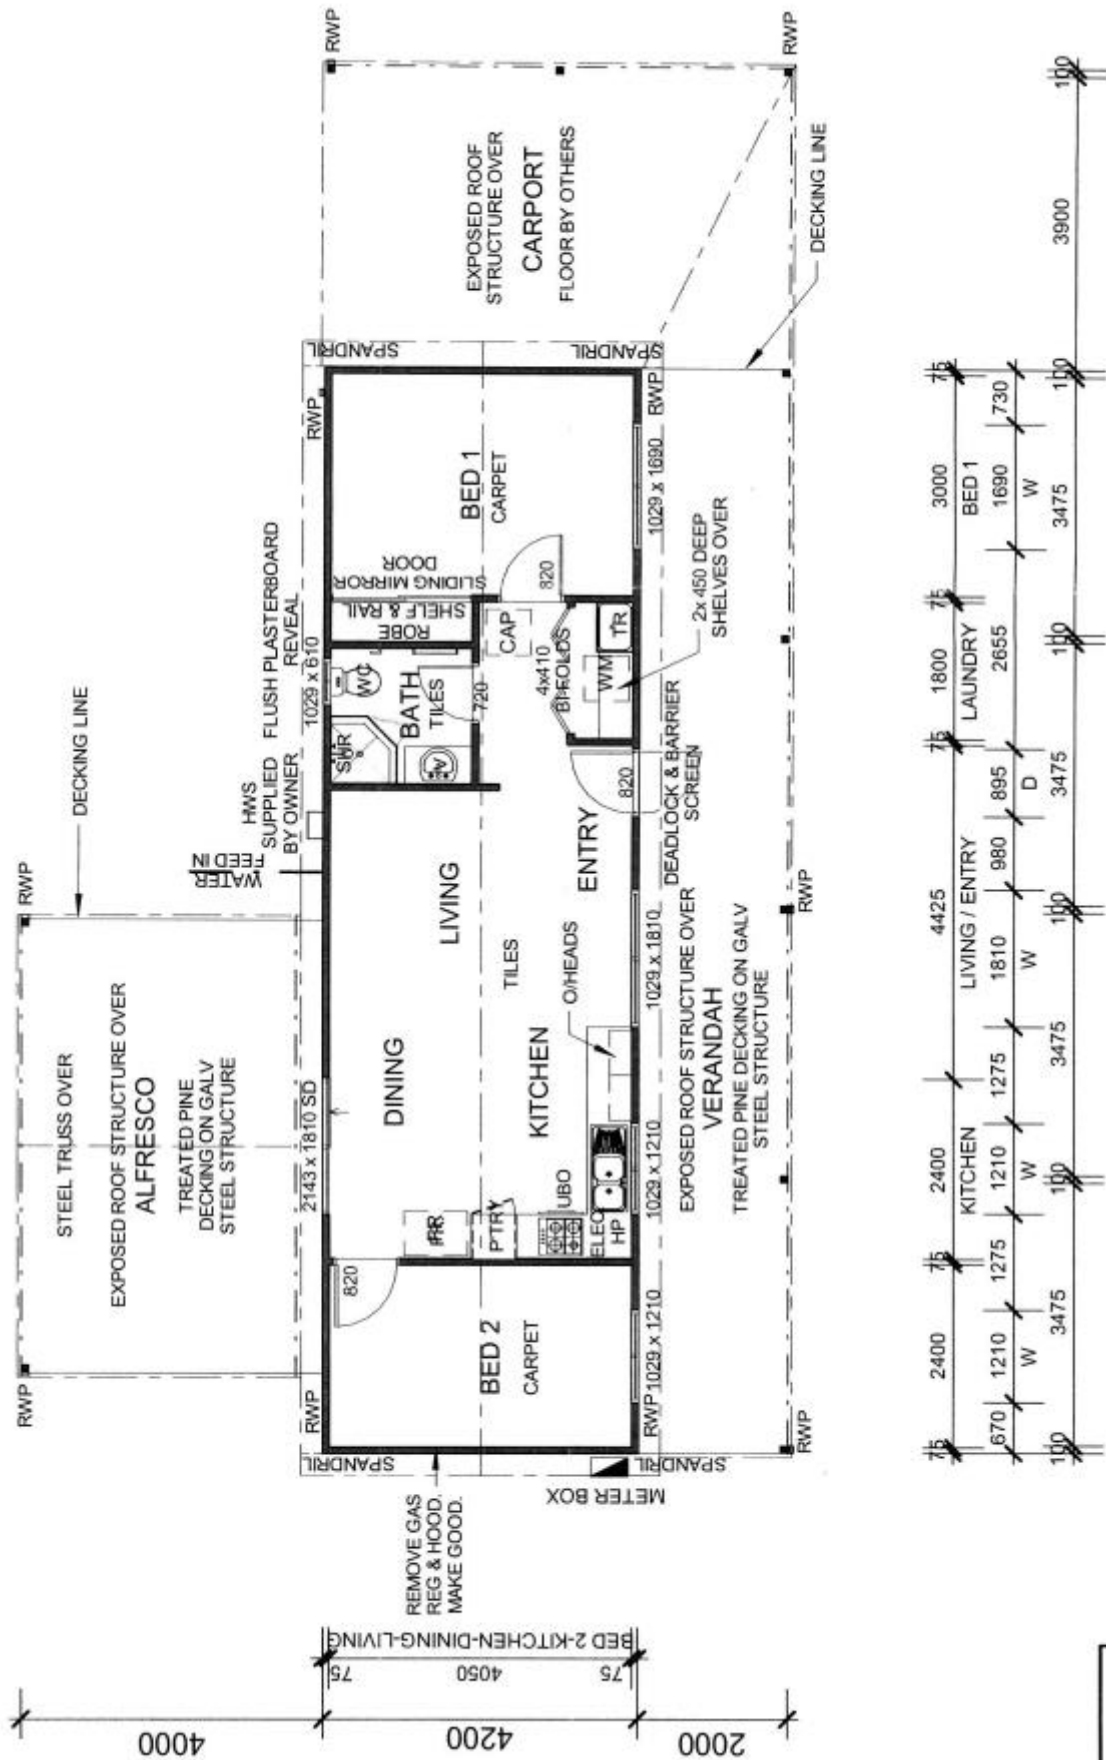 RWP
RWP
DECKING LINE
STEEL TRUSS OVER
EXPOSED ROOF STRUCTURE OVER
ALFRESCO
TREATED PINE
DECKING ON GALV
STEEL STRUCTURE
WATER
FEED IN
HWS
SUPPLIED
BY OWNER
FLUSH PLASTERBOARD
REVEAL
RWP
RWP
2143 x 1810 SD
1029 x 610
SPANDRIL
SPANDRIL
SPANDRIL
SPANDRIL
RWP
RWP
EXPOSED ROOF
STRUCTURE OVER
CARPORT
FLOOR BY OTHERS
DECKING LINE
REMOVE GAS
REG & HOOD.
MAKE GOOD.
METER BOX
BED 2
CARPET
820
DINING
LIVING
TILES
KITCHEN
ENTRY
FR
P'TRY
UBO
ELEC
HP
O/HEADS
SHR
WC
BATH
TILES
720
ROBE
SHELF & RAIL
SLIDING MIRROR
DOOR
CAP
4x410
BI-FOLDS
WM
TR
820
820
BED 1
CARPET
RWP
1029 x 1210
1029 x 1210
1029 x 1810
1029 x 1690
RWP
DEADLOCK & BARRIER
SCREEN
2x 450 DEEP
SHELVES OVER
EXPOSED ROOF STRUCTURE OVER
VERANDAH
TREATED PINE DECKING ON GALV
STEEL STRUCTURE
RWP
RWP
4000
4200
2000
75
4050
75
BED 2-KITCHEN-DINING-LIVING
75 2400 75 2400 4425 75 1800 75 3000 75
KITCHEN LIVING / ENTRY LAUNDRY BED 1
670 1210 1275 1210 1275 1810 980 895 2655 1690 730
W W W D W
100 3475 100 3475 100 3475 100 3475 100 3900 100